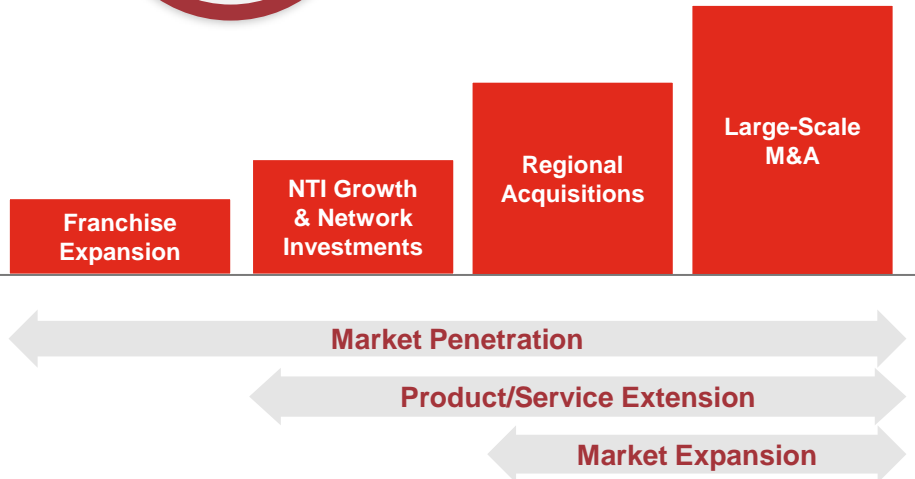 Large-Scale
M&A
Regional
Acquisitions
NTI Growth
& Network
Investments
Franchise
Expansion
Market Penetration
Product/Service Extension
Market Expansion